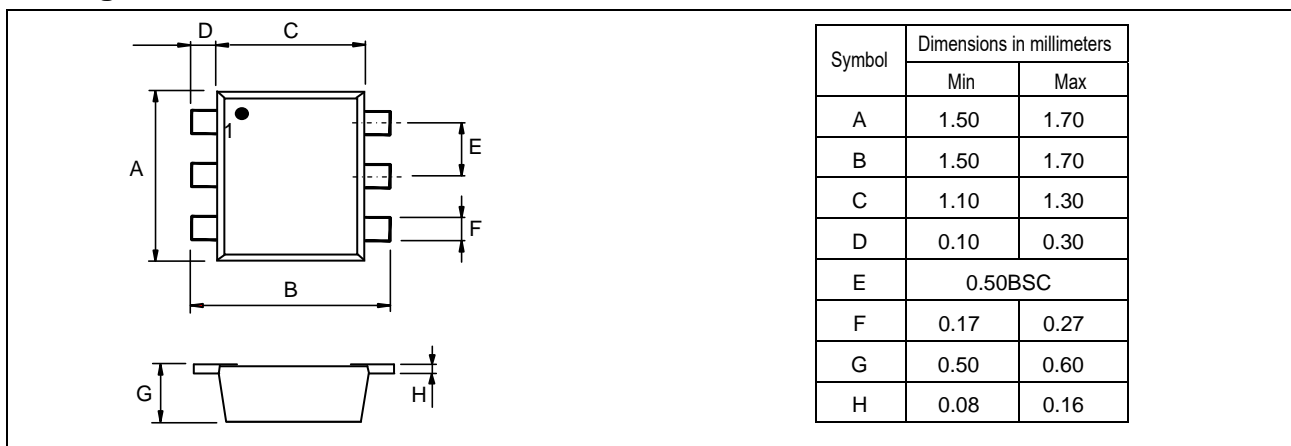 D
C
1
A
E
F
B
G
H
Symbol Dimensions in millimeters
Min Max
A 1.50 1.70
B 1.50 1.70
C 1.10 1.30
D 0.10 0.30
E 0.50BSC
F 0.17 0.27
G 0.50 0.60
H 0.08 0.16